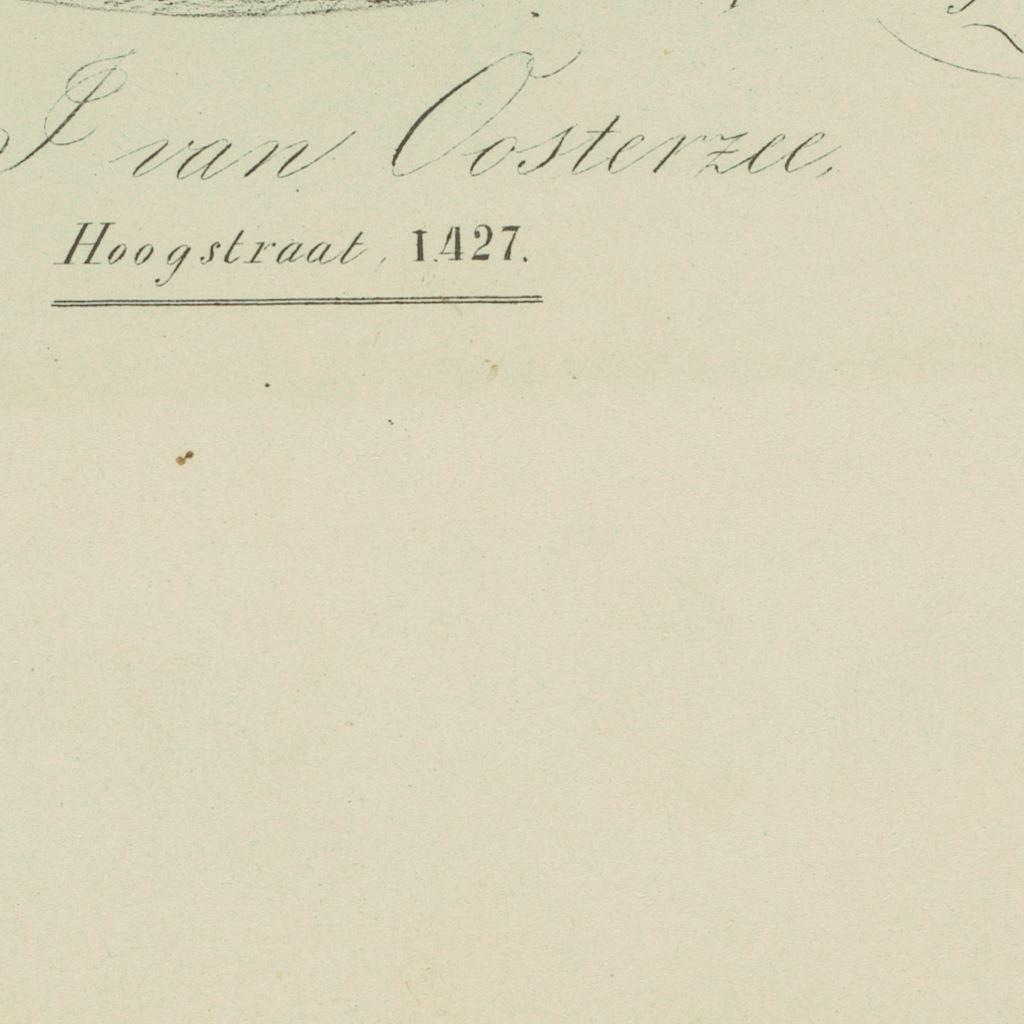 J van Oosterzee,
Hoogstraat, 1427.